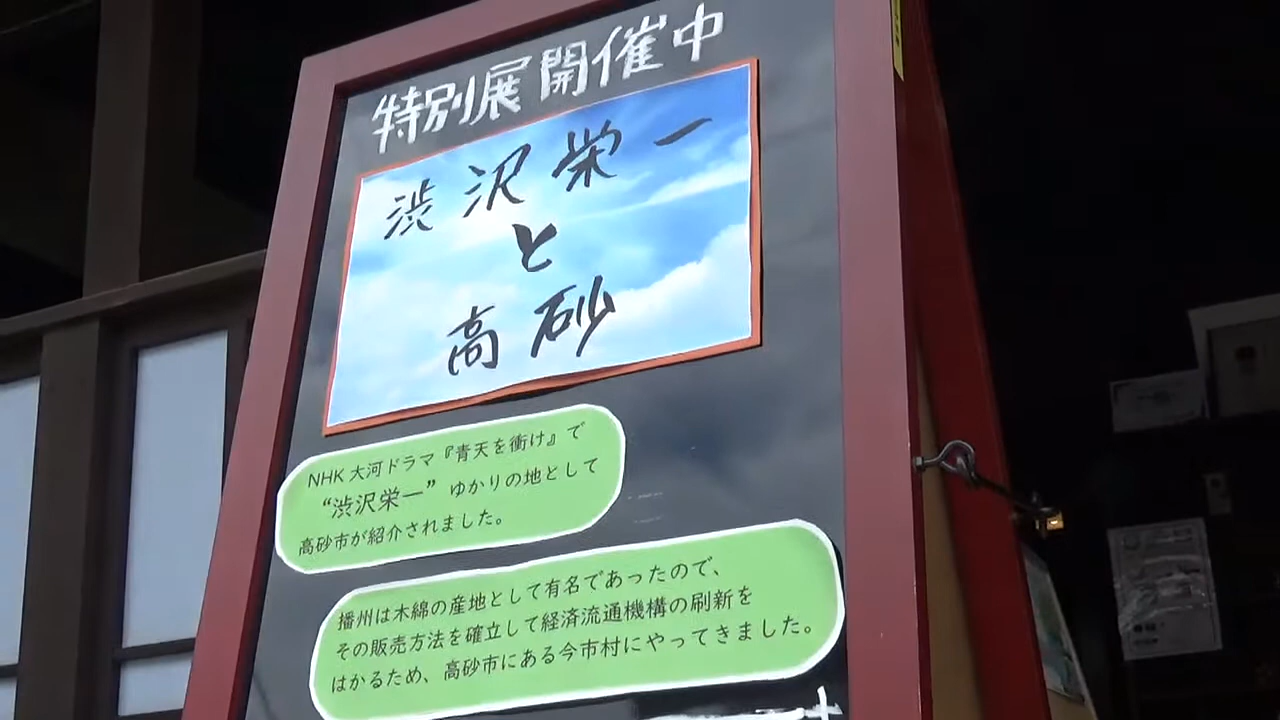 特別展開催中
渋沢栄一
と
高砂
NHK 大河ドラマ『青天を衝け』で
“渋沢栄一” ゆかりの地として
高砂市が紹介されました。
播州は木綿の産地として有名であったので、
その販売方法を確立して経済流通機構の刷新を
はかるため、高砂市にある今市村にやってきました。